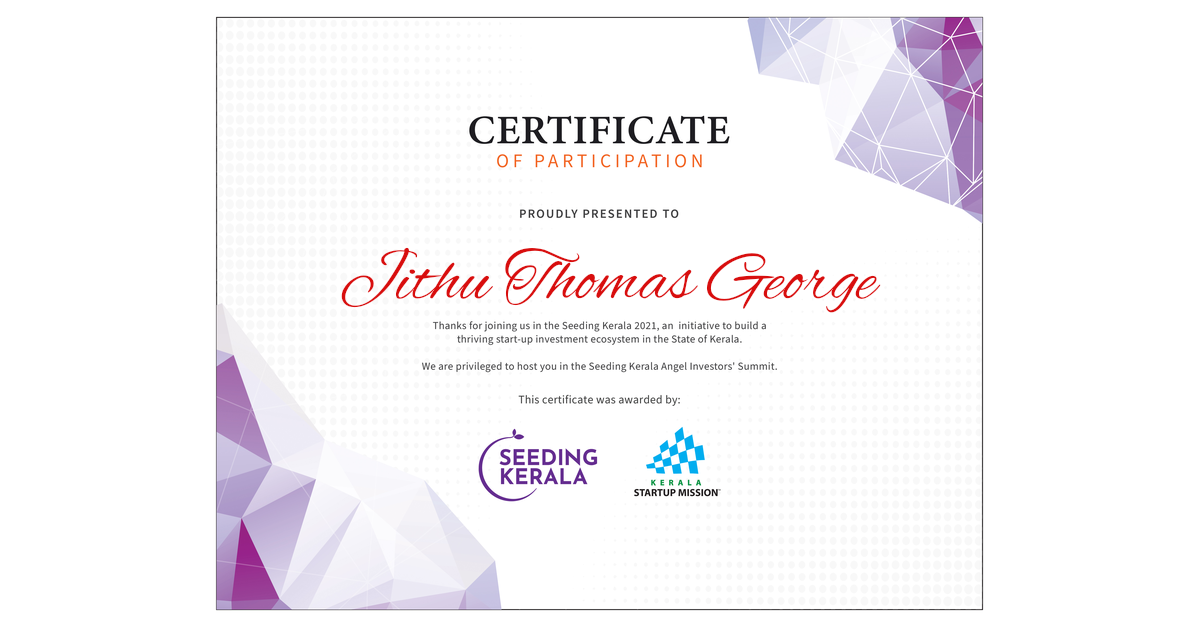 CERTIFICATE
OF PARTICIPATION
PROUDLY PRESENTED TO
Jithu Thomas George
Thanks for joining us in the Seeding Kerala 2021, an initiative to build a
thriving start-up investment ecosystem in the State of Kerala.
We are privileged to host you in the Seeding Kerala Angel Investors' Summit.
This certificate was awarded by:
SEEDING
KERALA
KERALA
STARTUP MISSION